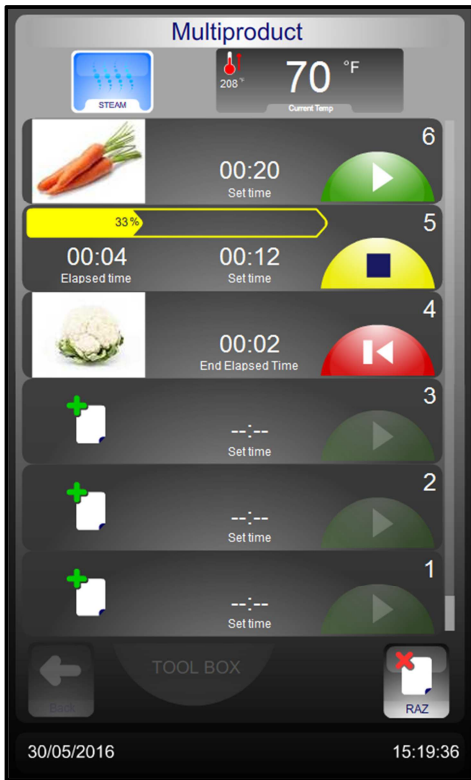 Multiproduct
STEAM
208 °
70 °F
Current Temp
6
00:20
Set time
33%
5
00:04
Elapsed time
00:12
Set time
4
00:02
End Elapsed Time
3
--:--
Set time
2
--:--
Set time
1
--:--
Set time
TOOL BOX
Back
RAZ
30/05/2016
15:19:36